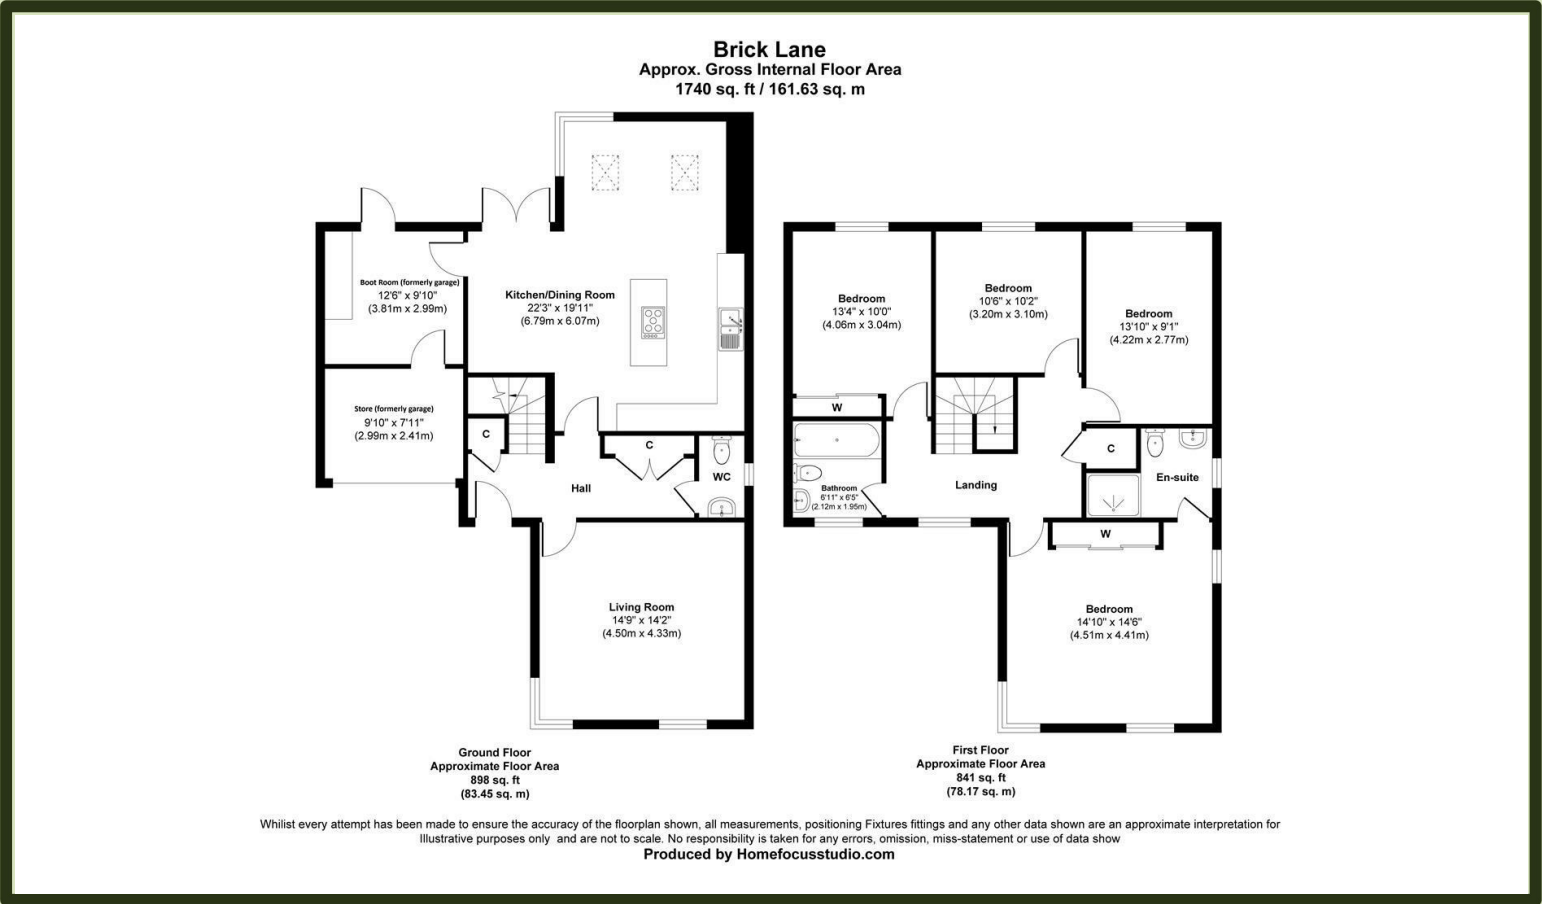 Brick Lane
Approx. Gross Internal Floor Area
1740 sq. ft / 161.63 sq. m
Boot Room (formerly garage)
12'6" x 9'10"
(3.81m x 2.99m)
Kitchen/Dining Room
22'3" x 19'11"
(6.79m x 6.07m)
Store (formerly garage)
9'10" x 7'11"
(2.99m x 2.41m)
C
C
WC
Hall
Living Room
14'9" x 14'2"
(4.50m x 4.33m)
Ground Floor
Approximate Floor Area
898 sq. ft
(83.45 sq. m)
Bedroom
13'4" x 10'0"
(4.06m x 3.04m)
Bedroom
10'6" x 10'2"
(3.20m x 3.10m)
Bedroom
13'10" x 9'1"
(4.22m x 2.77m)
W
C
Bathroom
6'11" x 6'5"
(2.12m x 1.95m)
Landing
En-suite
W
Bedroom
14'10" x 14'6"
(4.51m x 4.41m)
First Floor
Approximate Floor Area
841 sq. ft
(78.17 sq. m)
Whilst every attempt has been made to ensure the accuracy of the floorplan shown, all measurements, positioning Fixtures fittings and any other data shown are an approximate interpretation for
Illustrative purposes only and are not to scale. No responsibility is taken for any errors, omission, miss-statement or use of data show
Produced by Homefocusstudio.com